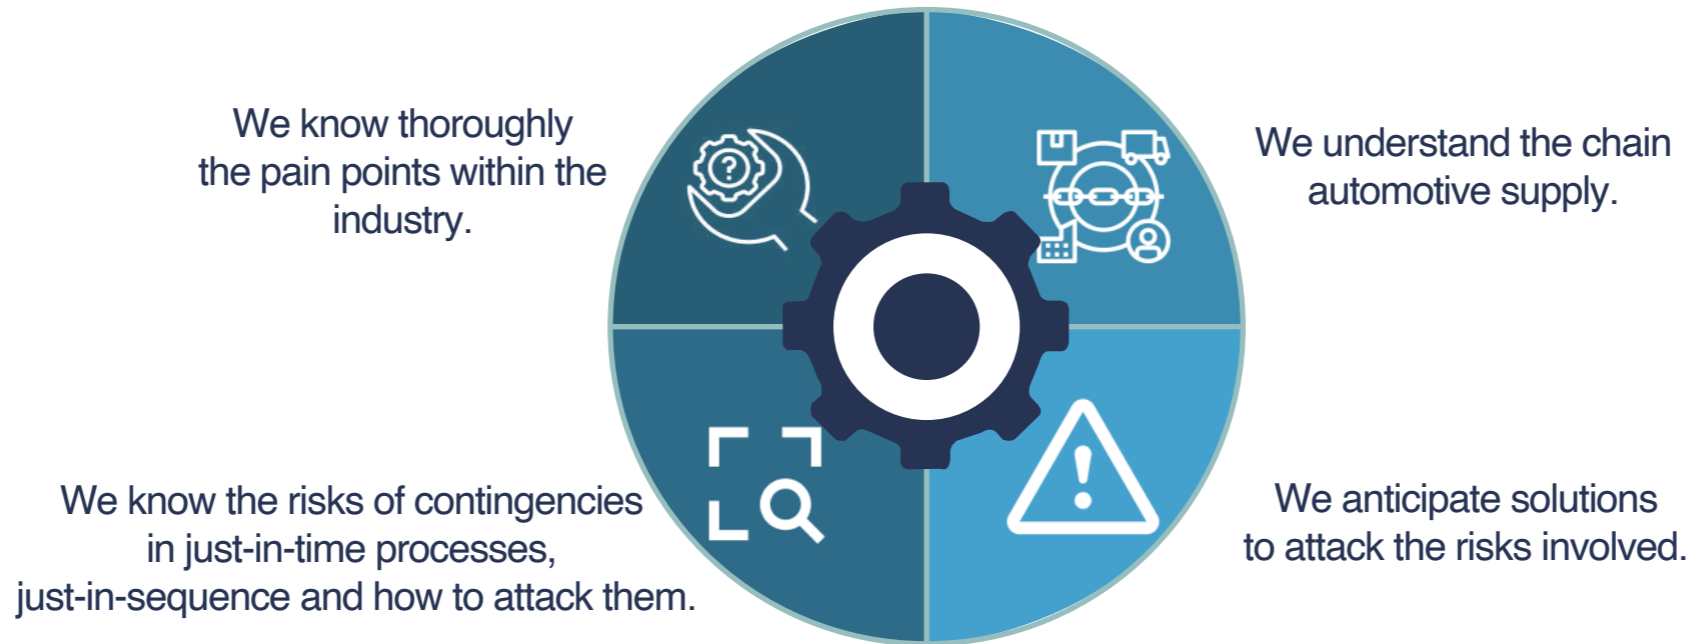 We know thoroughly
the pain points within the
industry.
We understand the chain
automotive supply.
We know the risks of contingencies
in just-in-time processes,
just-in-sequence and how to attack them.
We anticipate solutions
to attack the risks involved.
?
!